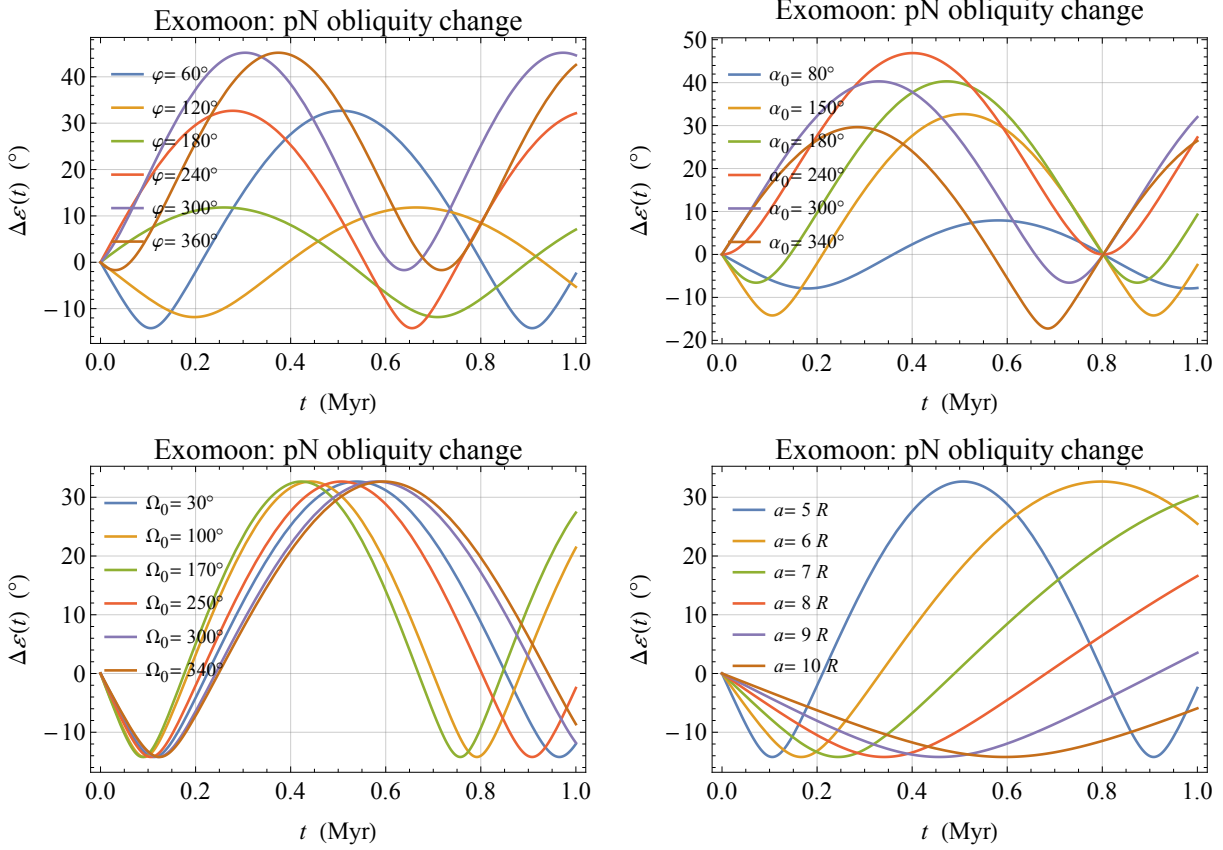 Exomoon: pN obliquity change
Δε(t) (°)
40
30
20
10
0
−10
φ= 60°
φ= 120°
φ= 180°
φ= 240°
φ= 300°
φ= 360°
0.0 0.2 0.4 0.6 0.8 1.0
t (Myr)
Exomoon: pN obliquity change
Δε(t) (°)
50
40
30
20
10
0
−10
−20
α0= 80°
α0= 150°
α0= 180°
α0= 240°
α0= 300°
α0= 340°
0.0 0.2 0.4 0.6 0.8 1.0
t (Myr)
Exomoon: pN obliquity change
Δε(t) (°)
30
20
10
0
−10
Ω0= 30°
Ω0= 100°
Ω0= 170°
Ω0= 250°
Ω0= 300°
Ω0= 340°
0.0 0.2 0.4 0.6 0.8 1.0
t (Myr)
Exomoon: pN obliquity change
Δε(t) (°)
30
20
10
0
−10
a= 5 R
a= 6 R
a= 7 R
a= 8 R
a= 9 R
a= 10 R
0.0 0.2 0.4 0.6 0.8 1.0
t (Myr)